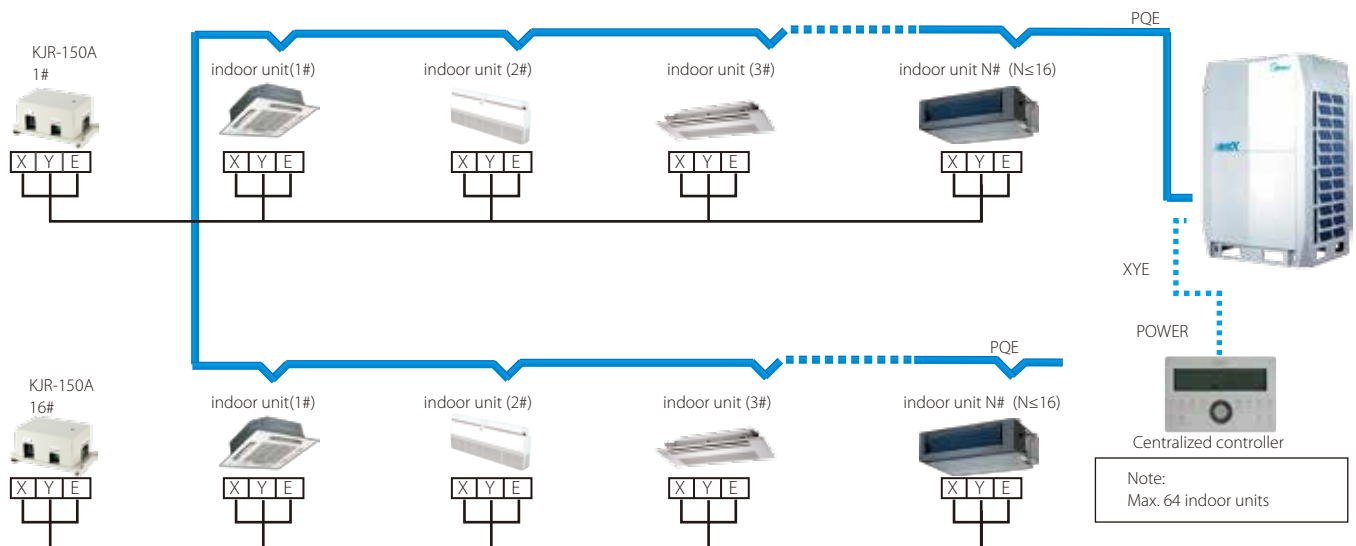 PQE
KJR-150A
1#
indoor unit(1#)
indoor unit (2#)
indoor unit (3#)
indoor unit N#  (N≤16)
X Y E
X Y E
X Y E
X Y E
X Y E
XYE
POWER
PQE
KJR-150A
16#
indoor unit(1#)
indoor unit (2#)
indoor unit (3#)
indoor unit N#  (N≤16)
X Y E
X Y E
X Y E
X Y E
X Y E
Centralized controller
Note:
Max. 64 indoor units